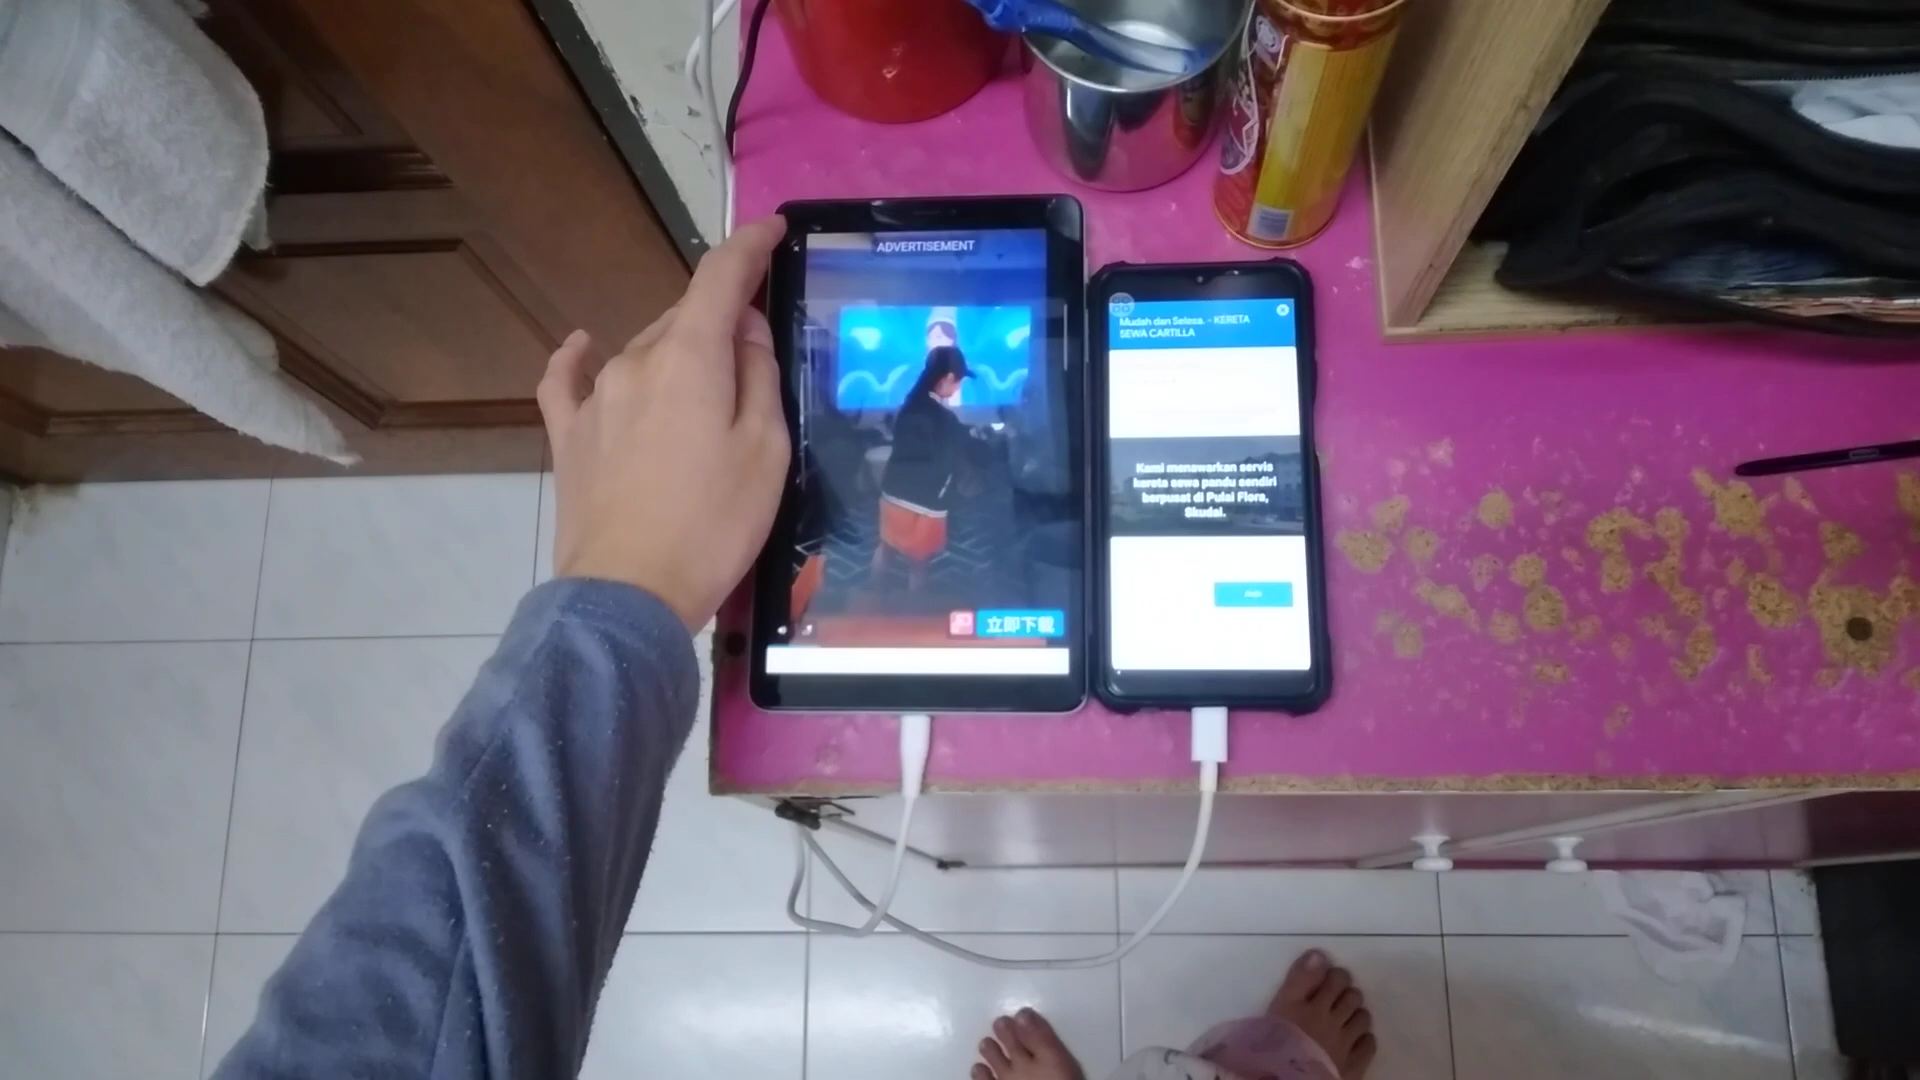 ADVERTISEMENT
立即下載
Mudah dan Selesa. - KERETA
SEWA CARTILLA
Kami menawarkan servis
kereta sewa pandu sendiri
berpusat di Pulai Flora,
Skudai.